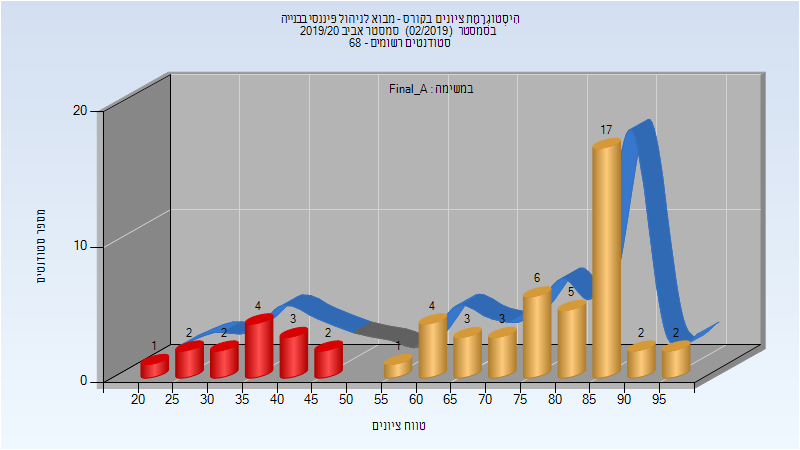 היסטוגרמת ציונים בקורס - מבוא לניהול פיננסי בבנייה
בסמסטר (02/2019) סמסטר אביב 2019/20
סטודנטים רשומים - 68
במשימה : Final_A
מספר סטודנטים
20
10
0
1 2 2 4 3 2 1 4 3 3 6 5 17 2 2
20 25 30 35 40 45 50 55 60 65 70 75 80 85 90 95
טווח ציונים